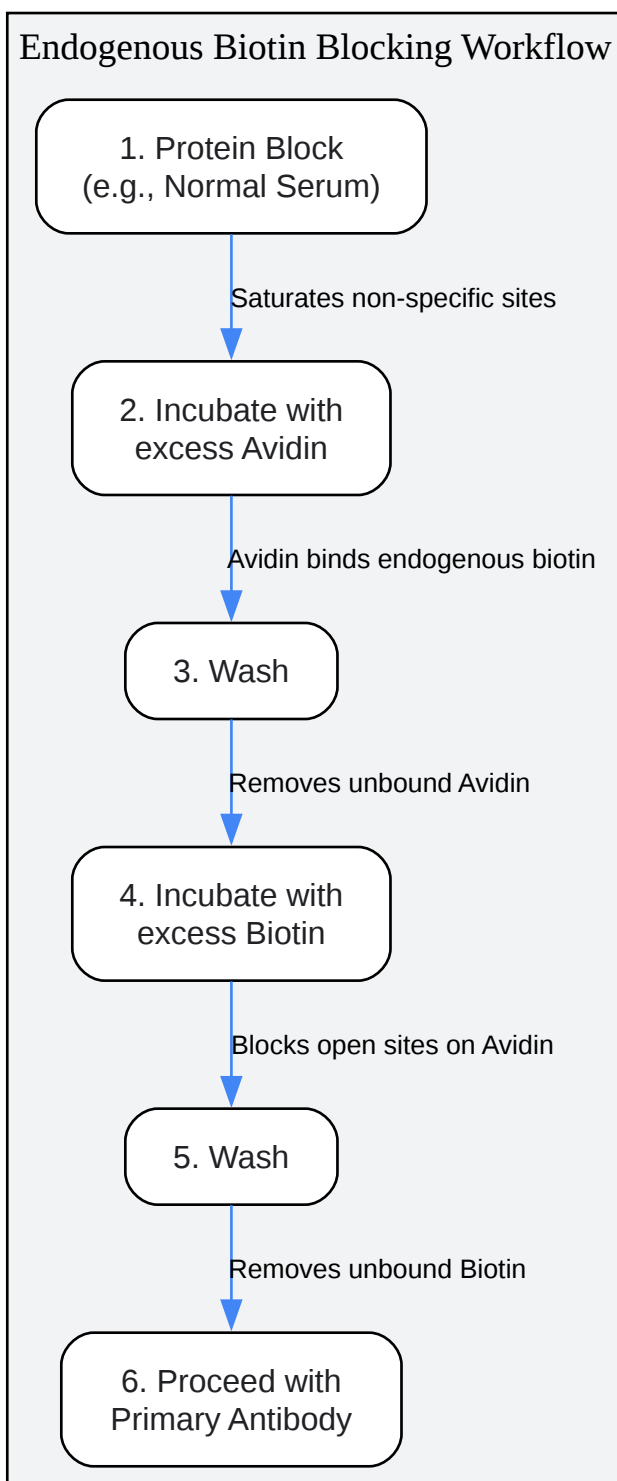 Endogenous Biotin Blocking Workflow
1. Protein Block
(e.g., Normal Serum)
Saturates non-specific sites
2. Incubate with
excess Avidin
Avidin binds endogenous biotin
3. Wash
Removes unbound Avidin
4. Incubate with
excess Biotin
Blocks open sites on Avidin
5. Wash
Removes unbound Biotin
6. Proceed with
Primary Antibody